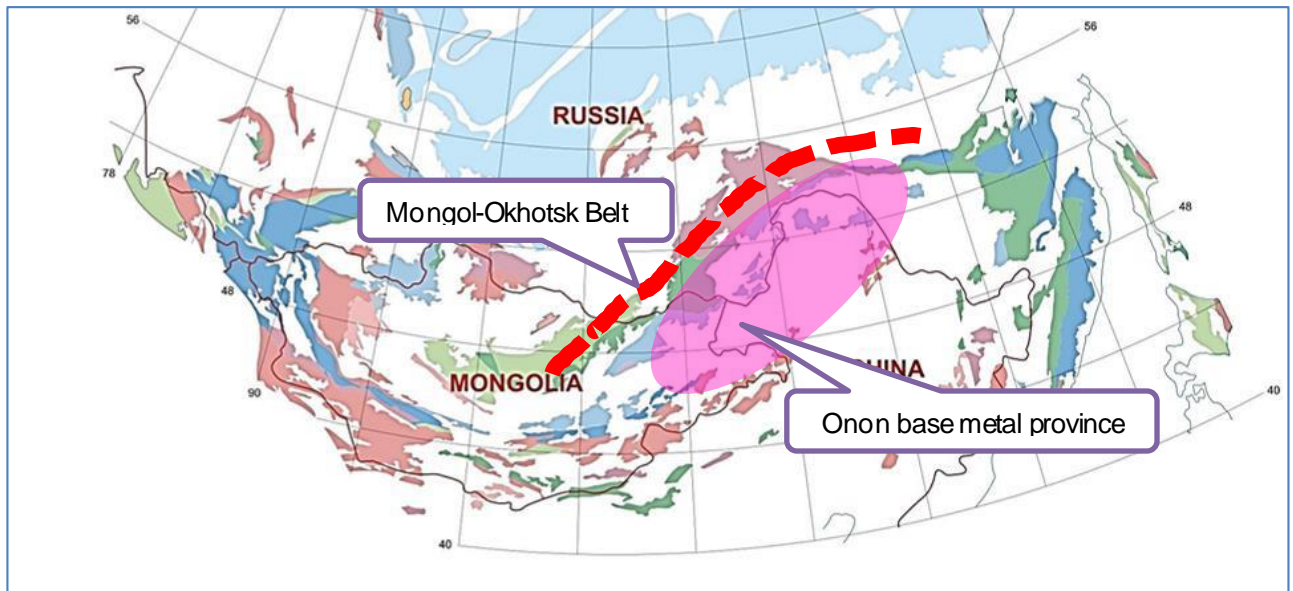 56
56
RUSSIA
78
Mongol-Okhotsk Belt
48
48
MONGOLIA
CHINA
90
40
Onon base metal province
40